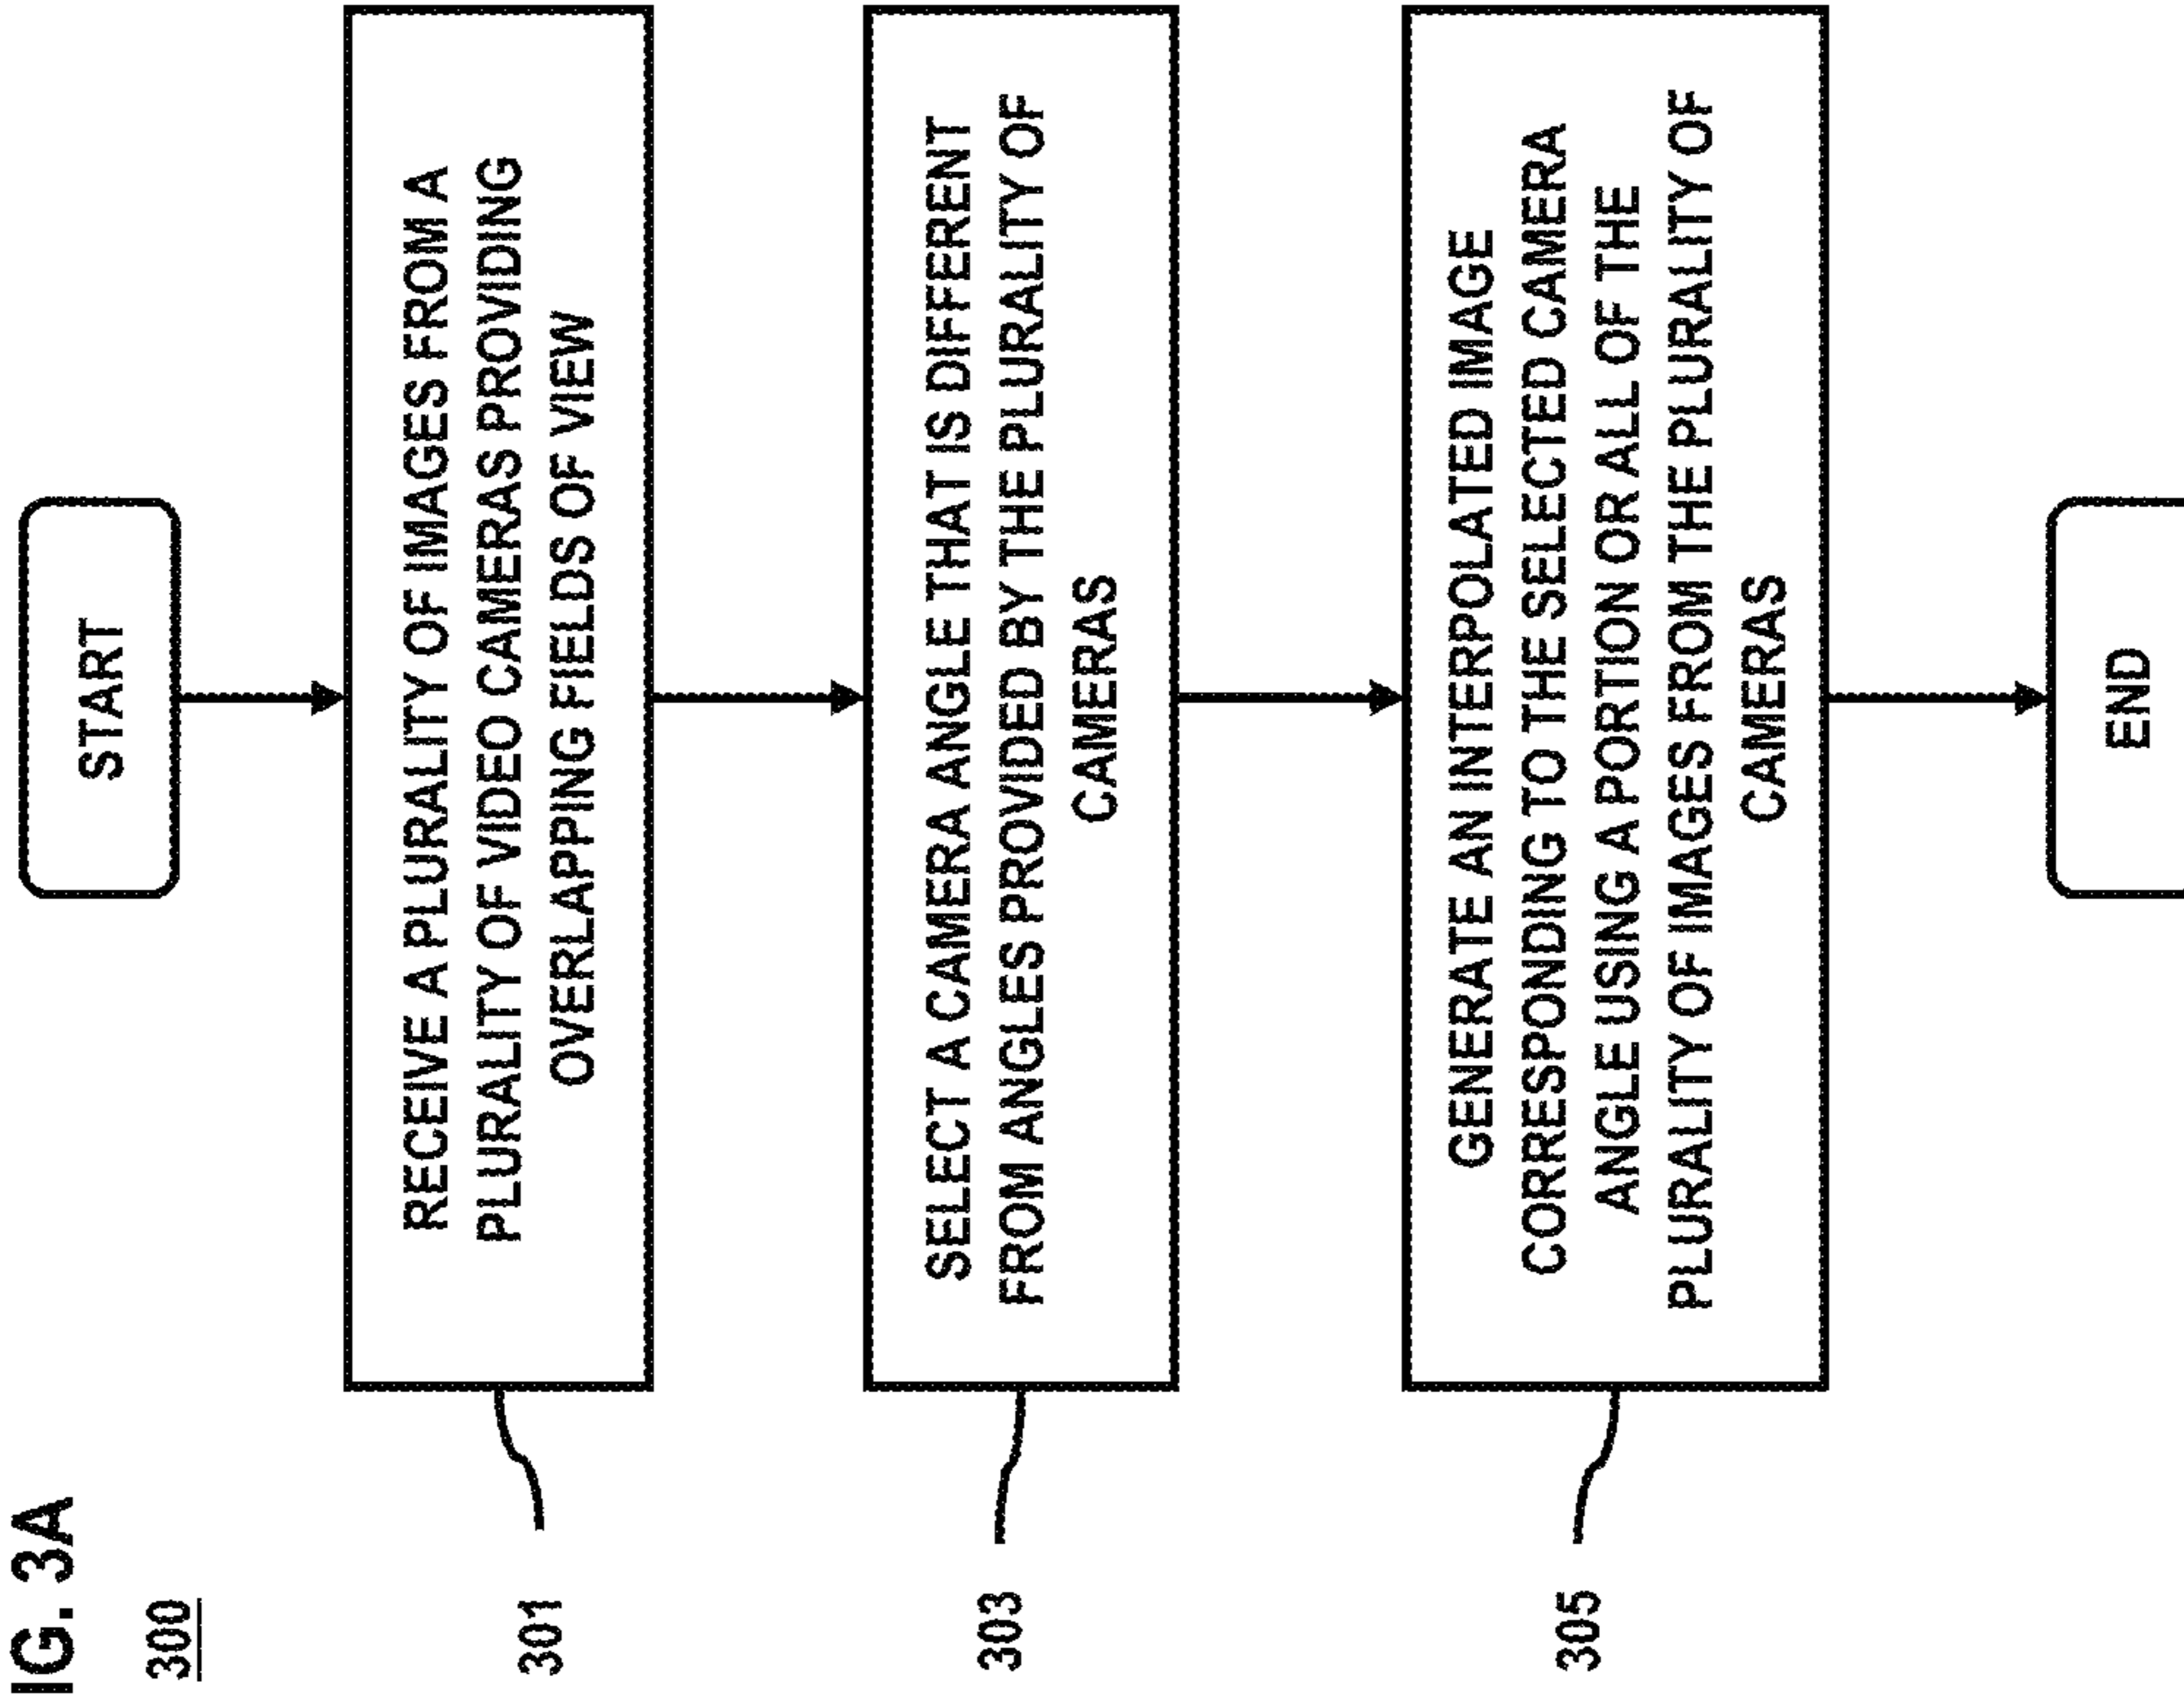 IG. 3A
300
START
301
RECEIVE A PLURALITY OF IMAGES FROM A
PLURALITY OF VIDEO CAMERAS PROVIDING
OVERLAPPING FIELDS OF VIEW
303
SELECT A CAMERA ANGLE THAT IS DIFFERENT
FROM ANGLES PROVIDED BY THE PLURALITY OF
CAMERAS
305
GENERATE AN INTERPOLATED IMAGE
CORRESPONDING TO THE SELECTED CAMERA
ANGLE USING A PORTION OR ALL OF THE
PLURALITY OF IMAGES FROM THE PLURALITY OF
CAMERAS
END